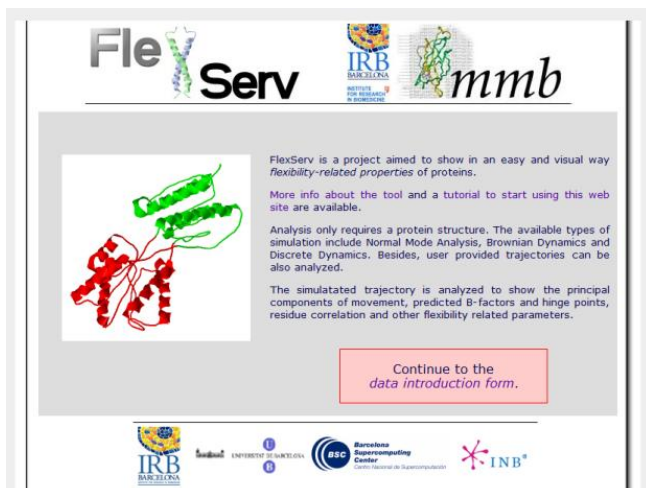 Fle Serv
IRB
BARCELONA
INSTITUTE
FOR RESEARCH
IN BIOMEDICINE
mmb
FlexServ is a project aimed to show in an easy and visual way
flexibility-related properties of proteins.
More info about the tool and a tutorial to start using this web
site are available.
Analysis only requires a protein structure. The available types of
simulation include Normal Mode Analysis, Brownian Dynamics and
Discrete Dynamics. Besides, user provided trajectories can be
also analyzed.
The simulatated trajectory is analyzed to show the principal
components of movement, predicted B-factors and hinge points,
residue correlation and other flexibility related parameters.
Continue to the
data introduction form.
IRB
BARCELONA
UNIVERSITAT DE BARCELONA
U
B
BSC
Barcelona
Supercomputing
Center
Centro Nacional de Supercomputación
INB